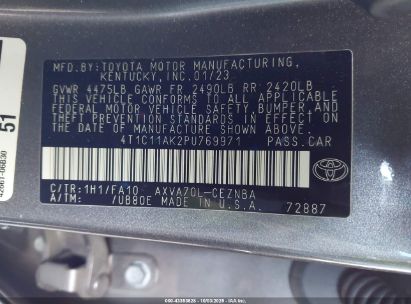 MFD.BY:TOYOTA MOTOR MANUFACTURING,
KENTUCKY, INC. 01/23
GVWR 4475LB GAWR FR 2490LB RR 2420LB
THIS VEHICLE CONFORMS TO ALL APPLICABLE
FEDERAL MOTOR VEHICLE SAFETY, BUMPER, AND
THEFT PREVENTION STANDARDS IN EFFECT ON
THE DATE OF MANUFACTURE SHOWN ABOVE.
4T1C11AK2PU769971 PASS.CAR
C/TR:1H1/FA10 AXVA70L-CEZNBA
A/TM: /UB80E MADE IN U.S.A.
72887
51